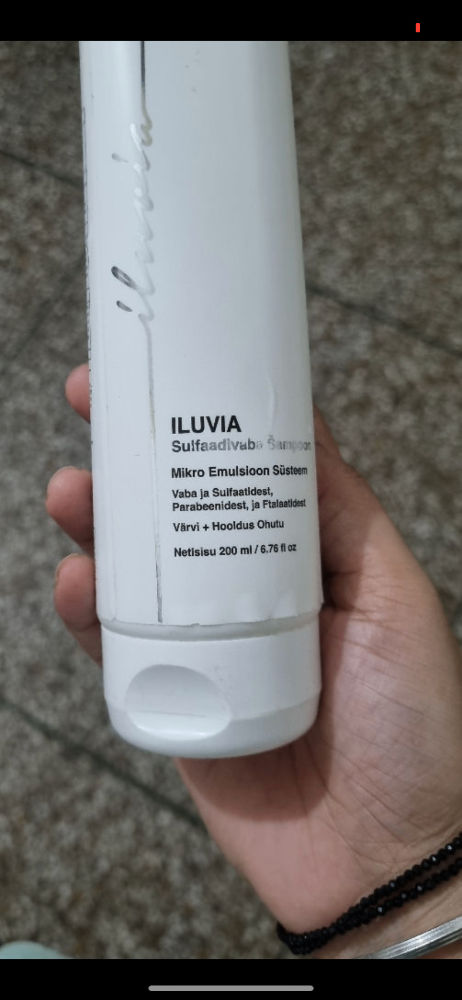 iluvia
ILUVIA
Sulfaadivaba Šampoon
Mikro Emulsioon Süsteem
Vaba ja Sulfaatidest,
Parabeenidest, ja Ftalaatidest
Värvi + Hooldus Ohutu
Netisisu 200 ml / 6.76 fl oz